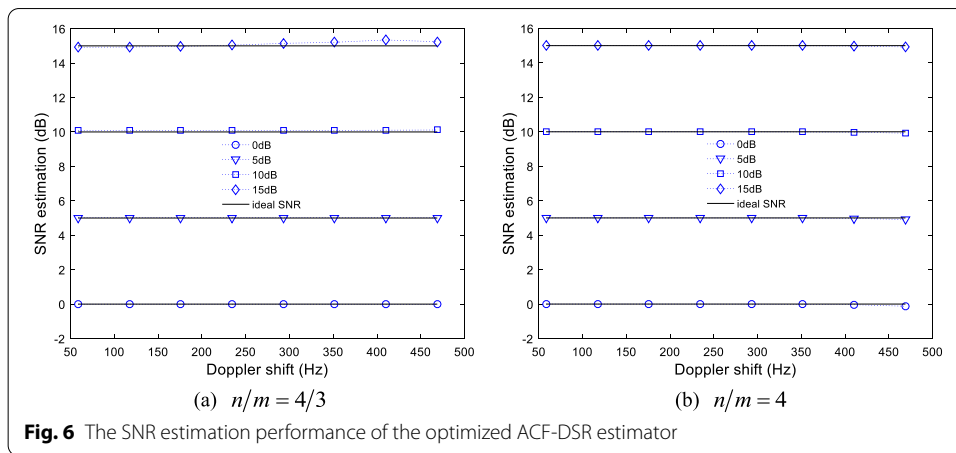 16
14
12
10
8
6
4
2
0
-2
SNR estimation (dB)
0dB
5dB
10dB
15dB
ideal SNR
50 100 150 200 250 300 350 400 450 500
Doppler shift (Hz)
(a) n/m = 4/3
16
14
12
10
8
6
4
2
0
-2
SNR estimation (dB)
0dB
5dB
10dB
15dB
ideal SNR
50 100 150 200 250 300 350 400 450 500
Doppler shift (Hz)
(b) n/m = 4
Fig. 6 The SNR estimation performance of the optimized ACF-DSR estimator